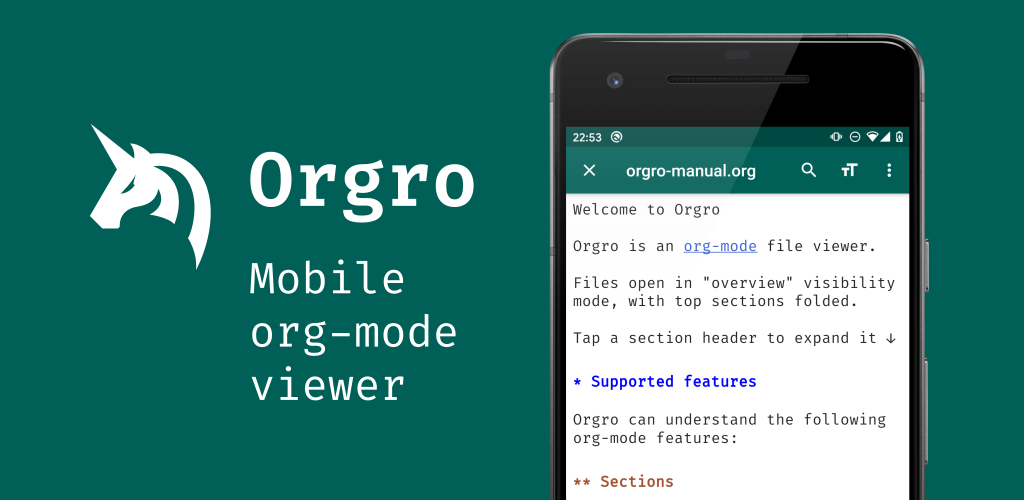 Orgro
Mobile
org-mode
viewer
22:53
orgro-manual.org
Welcome to Orgro
Orgro is an org-mode file viewer.
Files open in "overview" visibility
mode, with top sections folded.
Tap a section header to expand it ↓
* Supported features
Orgro can understand the following
org-mode features:
** Sections